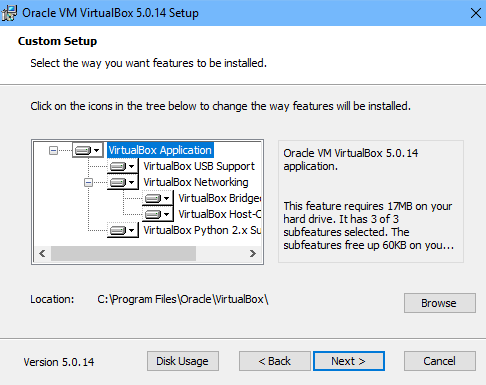 Oracle VM VirtualBox 5.0.14 Setup
Custom Setup
Select the way you want features to be installed.
Click on the icons in the tree below to change the way features will be installed.
VirtualBox Application
VirtualBox USB Support
VirtualBox Networking
VirtualBox Bridge
VirtualBox Host-C
VirtualBox Python 2.x Su
Oracle VM VirtualBox 5.0.14
application.
This feature requires 17MB on your
hard drive. It has 3 of 3
subfeatures selected. The
subfeatures free up 60KB on you...
Location: C:\Program Files\Oracle\VirtualBox\
Browse
Version 5.0.14
Disk Usage
< Back
Next >
Cancel